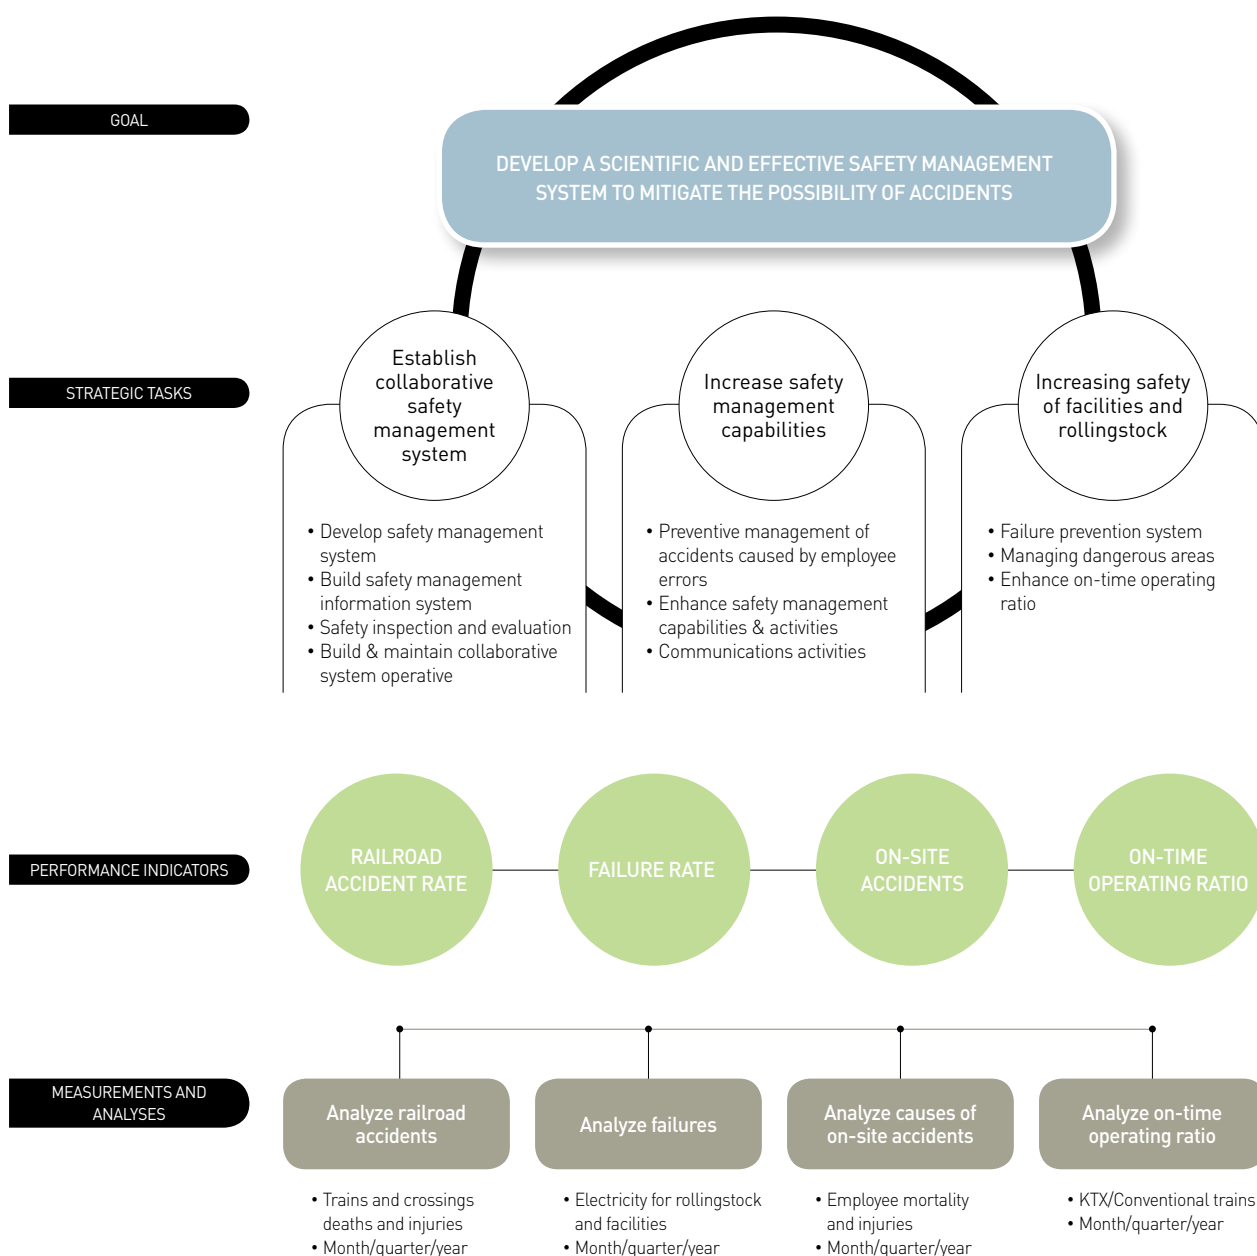 GOAL
DEVELOP A SCIENTIFIC AND EFFECTIVE SAFETY MANAGEMENT
SYSTEM TO MITIGATE THE POSSIBILITY OF ACCIDENTS
STRATEGIC TASKS
Establish
collaborative
safety
management
system
• Develop safety management
system
• Build safety management
information system
• Safety inspection and evaluation
• Build & maintain collaborative
system operative
Increase safety
management
capabilities
• Preventive management of
accidents caused by employee
errors
• Enhance safety management
capabilities & activities
• Communications activities
Increasing safety
of facilities and
rollingstock
• Failure prevention system
• Managing dangerous areas
• Enhance on-time operating
ratio
PERFORMANCE INDICATORS
RAILROAD
ACCIDENT RATE
FAILURE RATE
ON-SITE
ACCIDENTS
ON-TIME
OPERATING RATIO
MEASUREMENTS AND
ANALYSES
Analyze railroad
accidents
• Trains and crossings
deaths and injuries
• Month/quarter/year
Analyze failures
• Electricity for rollingstock
and facilities
• Month/quarter/year
Analyze causes of
on-site accidents
• Employee mortality
and injuries
• Month/quarter/year
Analyze on-time
operating ratio
• KTX/Conventional trains
• Month/quarter/year